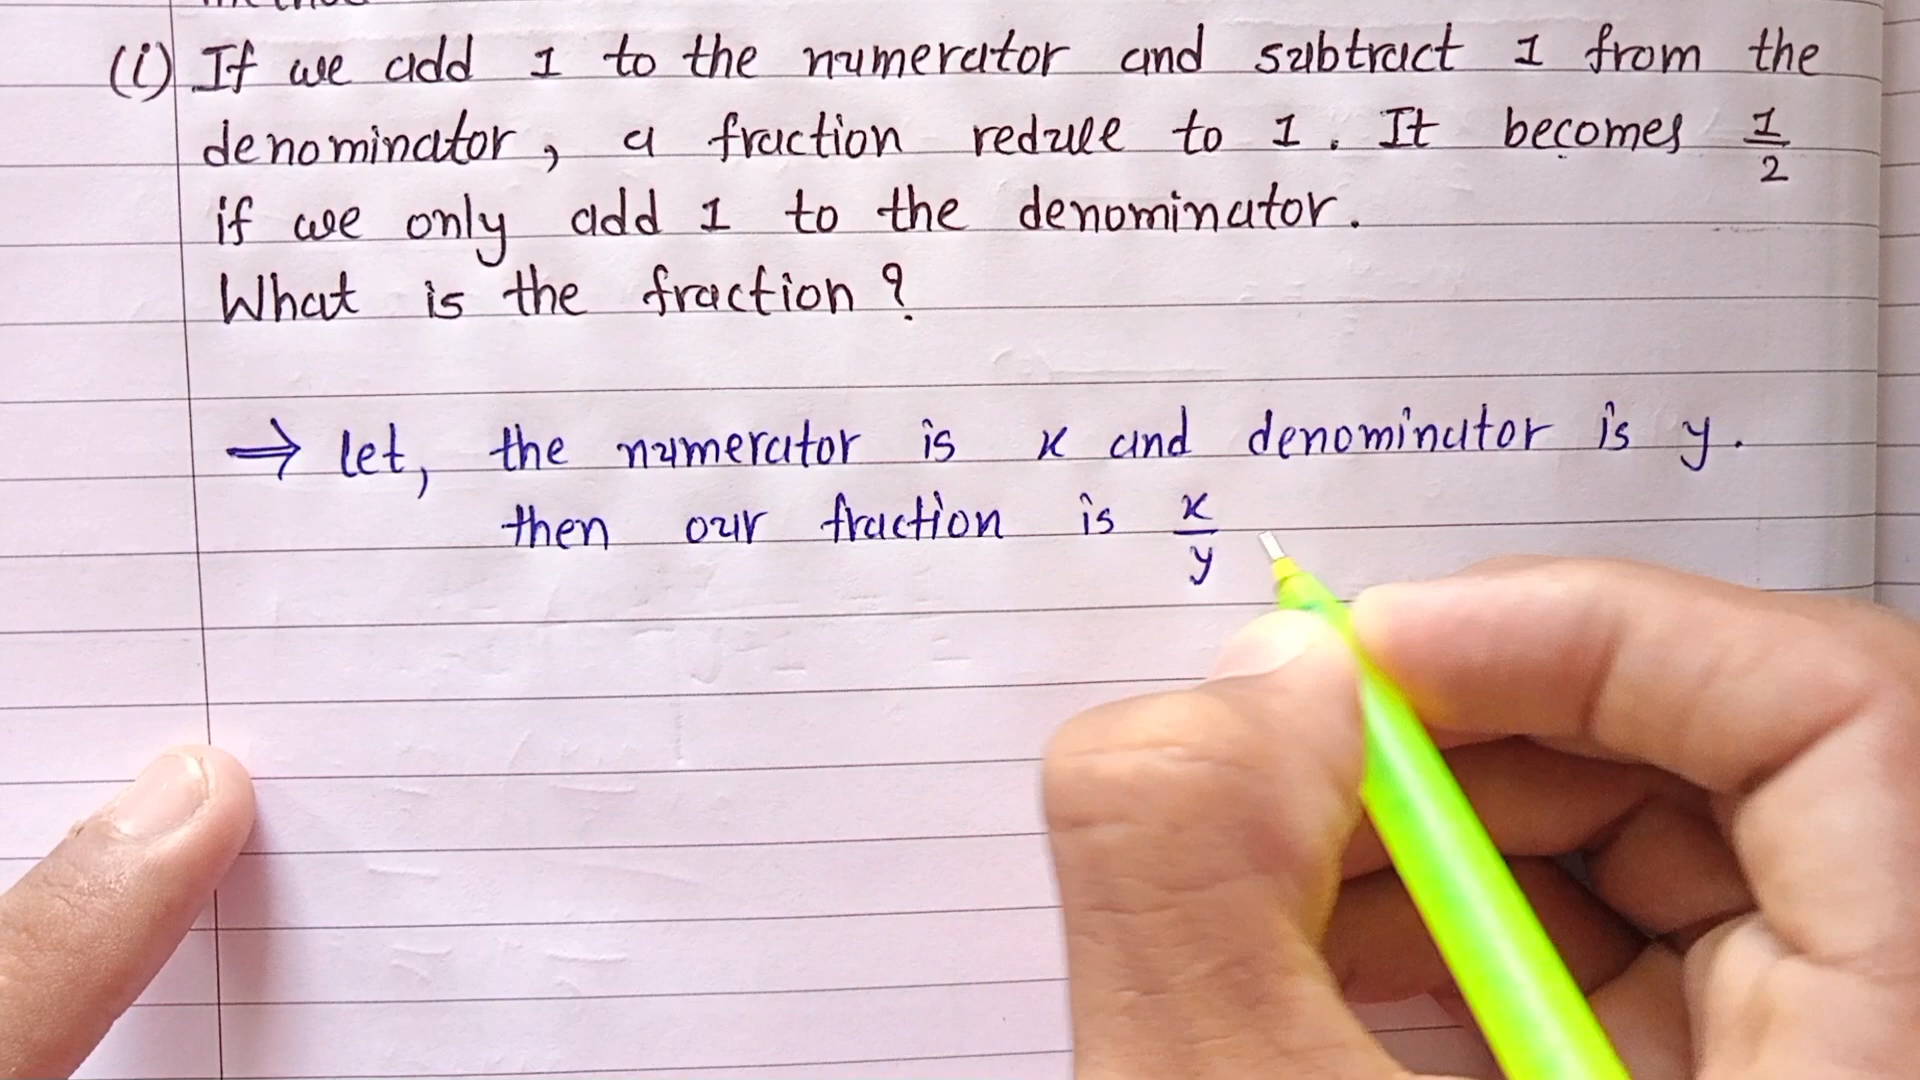 (i) If we add 1 to the numerator and subtract 1 from the
denominator, a fraction reduce to 1. It becomes 1/2
if we only add 1 to the denominator.
What is the fraction?
⇒ let, the numerator is x and denominator is y.
then our fraction is x/y